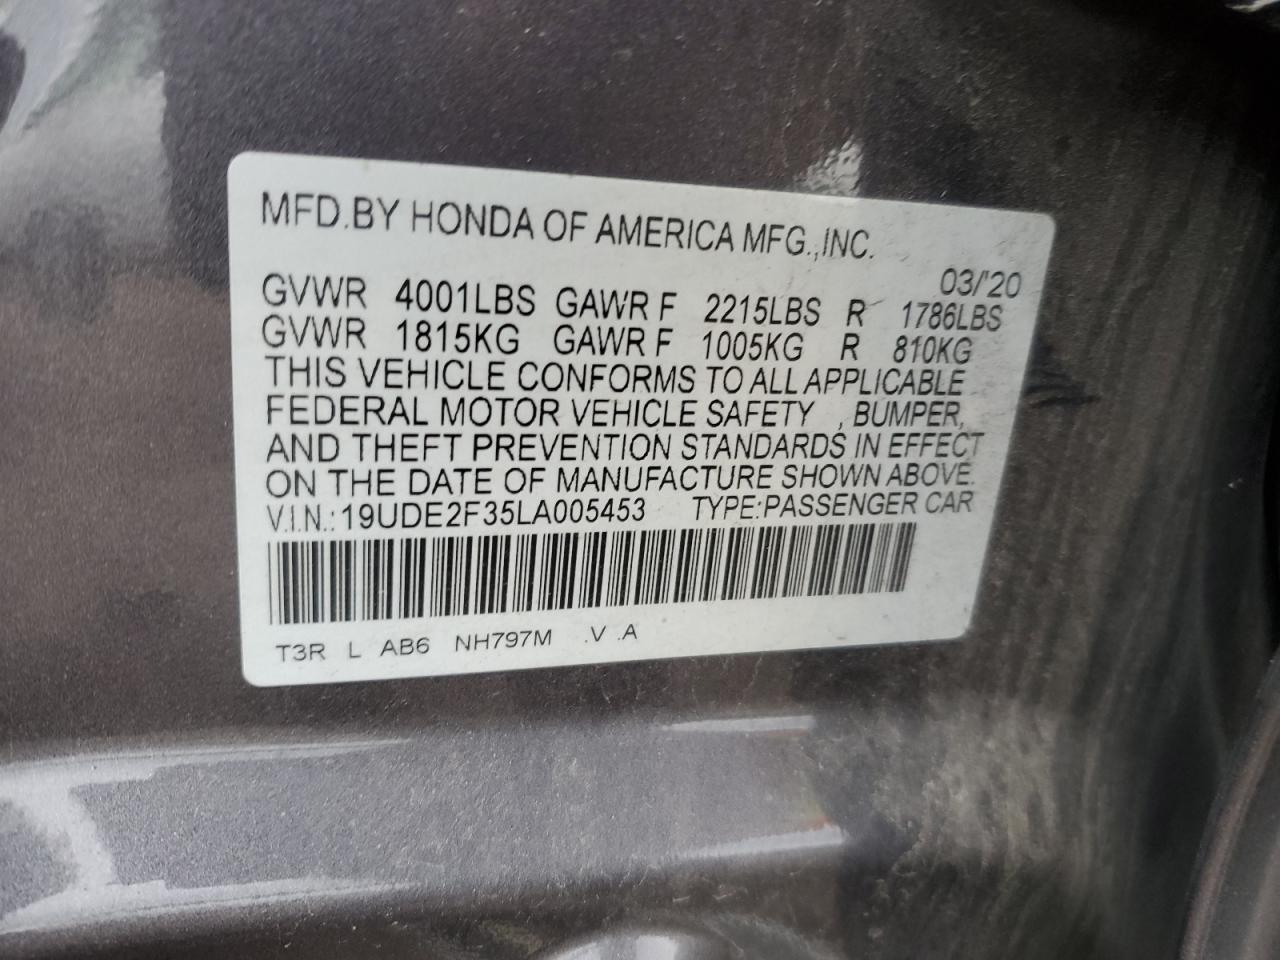 MFD.BY HONDA OF AMERICA MFG.,INC.
03/'20
GVWR 4001LBS GAWR F 2215LBS R 1786LBS
GVWR 1815KG GAWR F 1005KG R 810KG
THIS VEHICLE CONFORMS TO ALL APPLICABLE
FEDERAL MOTOR VEHICLE SAFETY , BUMPER,
AND THEFT PREVENTION STANDARDS IN EFFECT
ON THE DATE OF MANUFACTURE SHOWN ABOVE.
V.I.N.:19UDE2F35LA005453 TYPE:PASSENGER CAR
T3R L AB6 NH797M .V .A